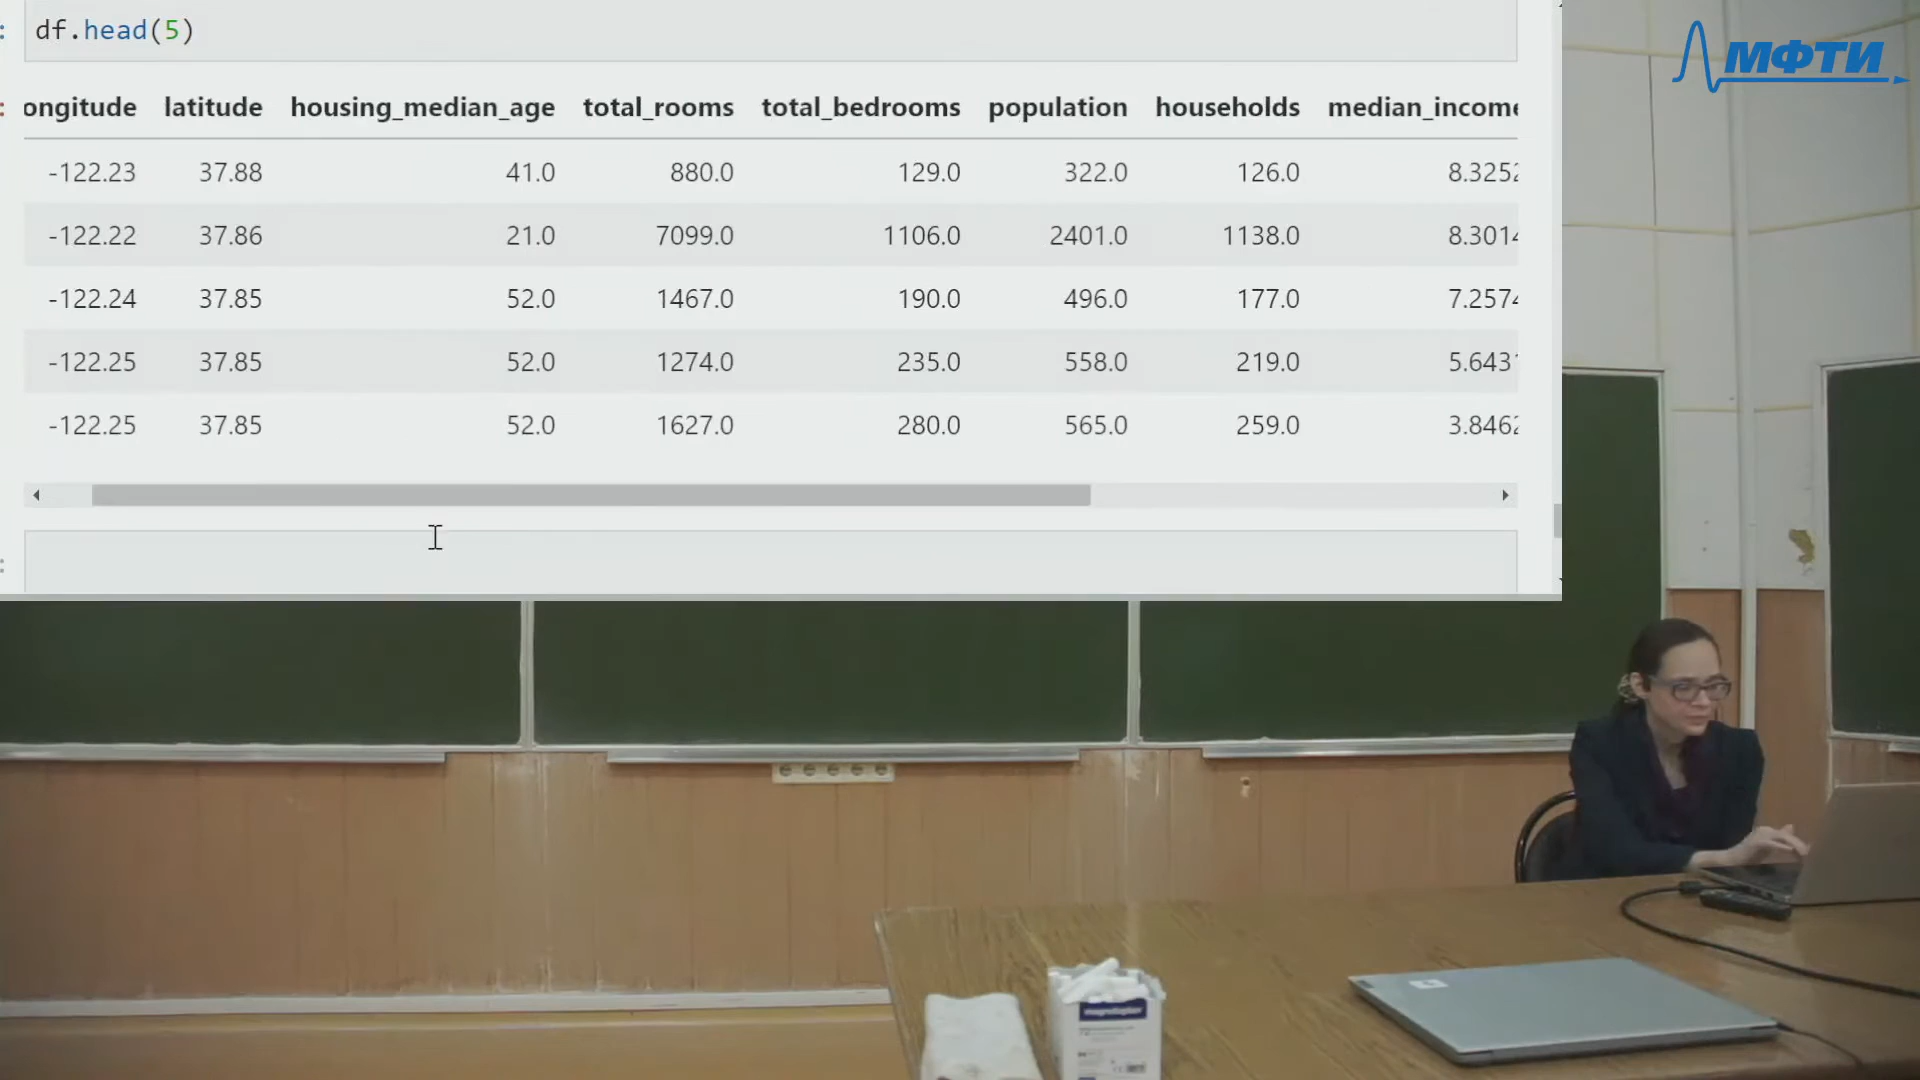 df.head(5)
МФТИ
ongitude latitude housing_median_age total_rooms total_bedrooms population households median_income
-122.23 37.88 41.0 880.0 129.0 322.0 126.0 8.3252
-122.22 37.86 21.0 7099.0 1106.0 2401.0 1138.0 8.3014
-122.24 37.85 52.0 1467.0 190.0 496.0 177.0 7.2574
-122.25 37.85 52.0 1274.0 235.0 558.0 219.0 5.6431
-122.25 37.85 52.0 1627.0 280.0 565.0 259.0 3.8462